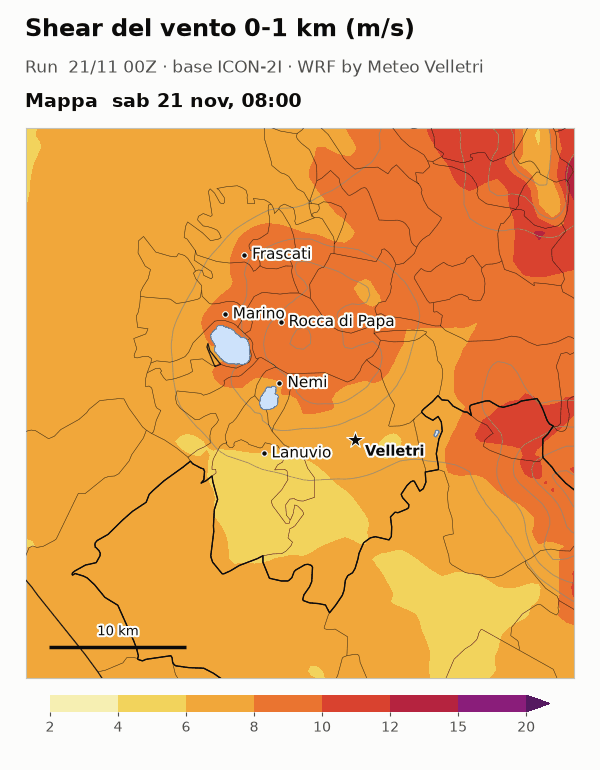 Shear del vento 0-1 km (m/s)
Run  21/11 00Z · base ICON-2I · WRF by Meteo Velletri
Mappa  sab 21 nov, 08:00
Frascati
Marino
Rocca di Papa
Nemi
Velletri
Lanuvio
10 km
2 4 6 8 10 12 15 20